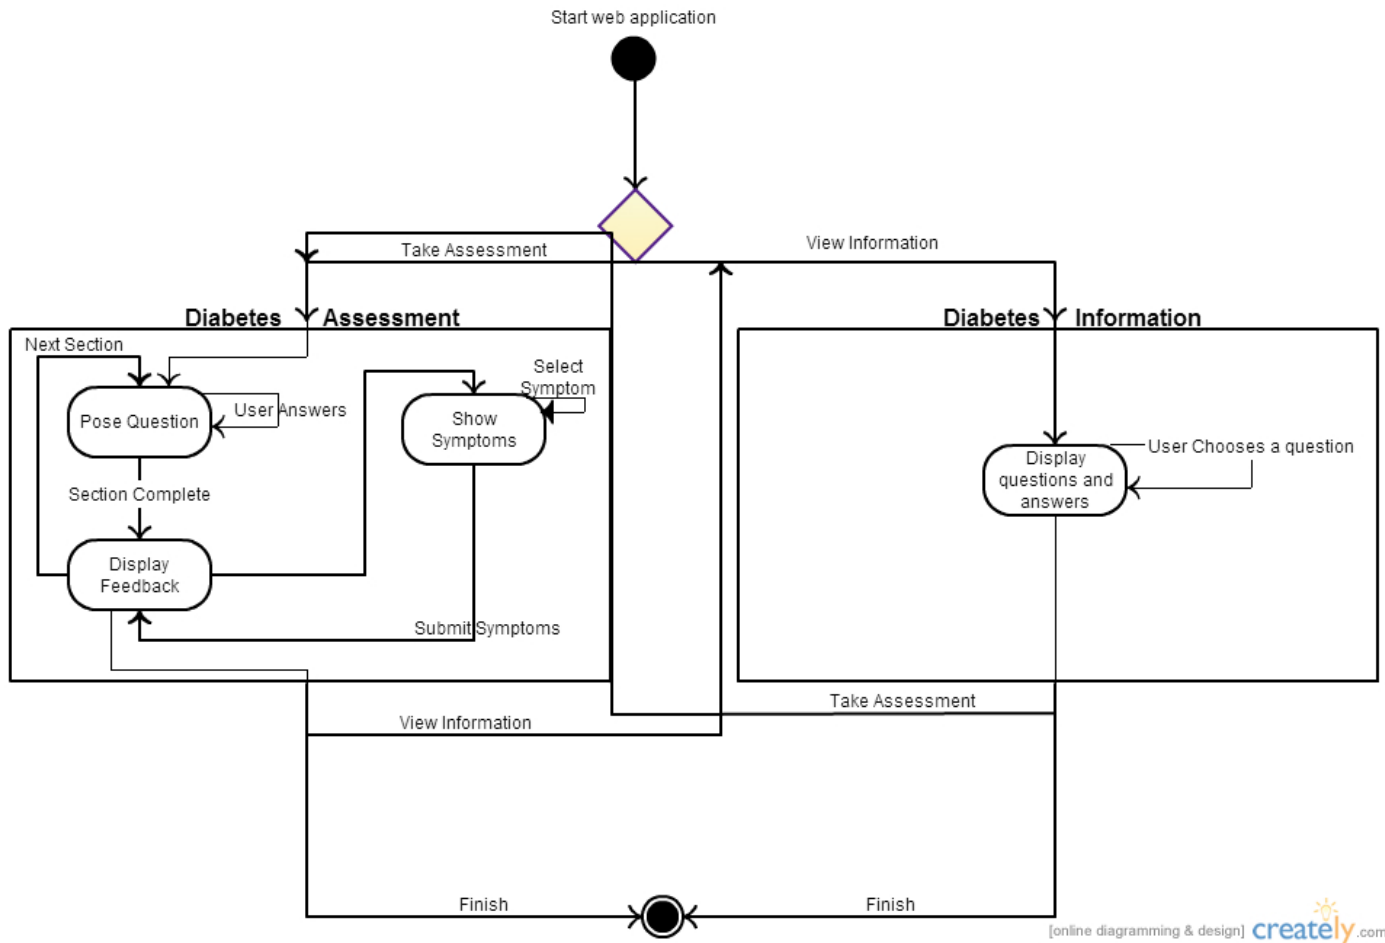 Start web application
Take Assessment
View Information
Diabetes Assessment
Diabetes Information
Next Section
Select
Symptom
Pose Question
User Answers
Show
Symptoms
User Chooses a question
Display
questions and
answers
Section Complete
Display
Feedback
Submit Symptoms
Take Assessment
View Information
Finish
Finish
[online diagramming & design] creately.com